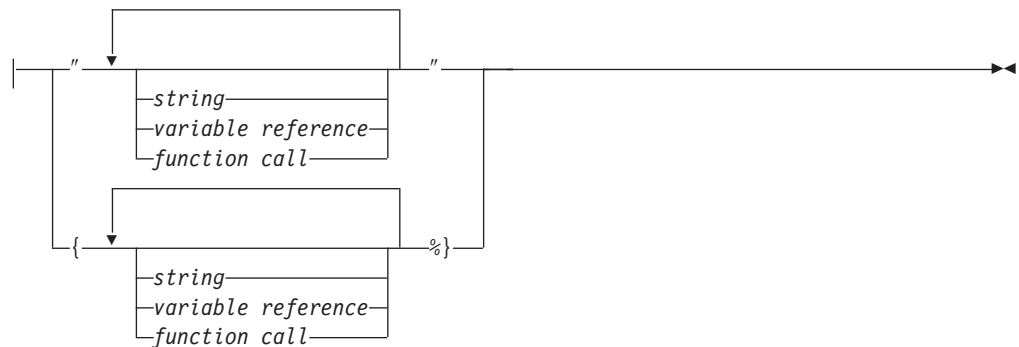 " "
string
variable reference
function call
{ %}
string
variable reference
function call